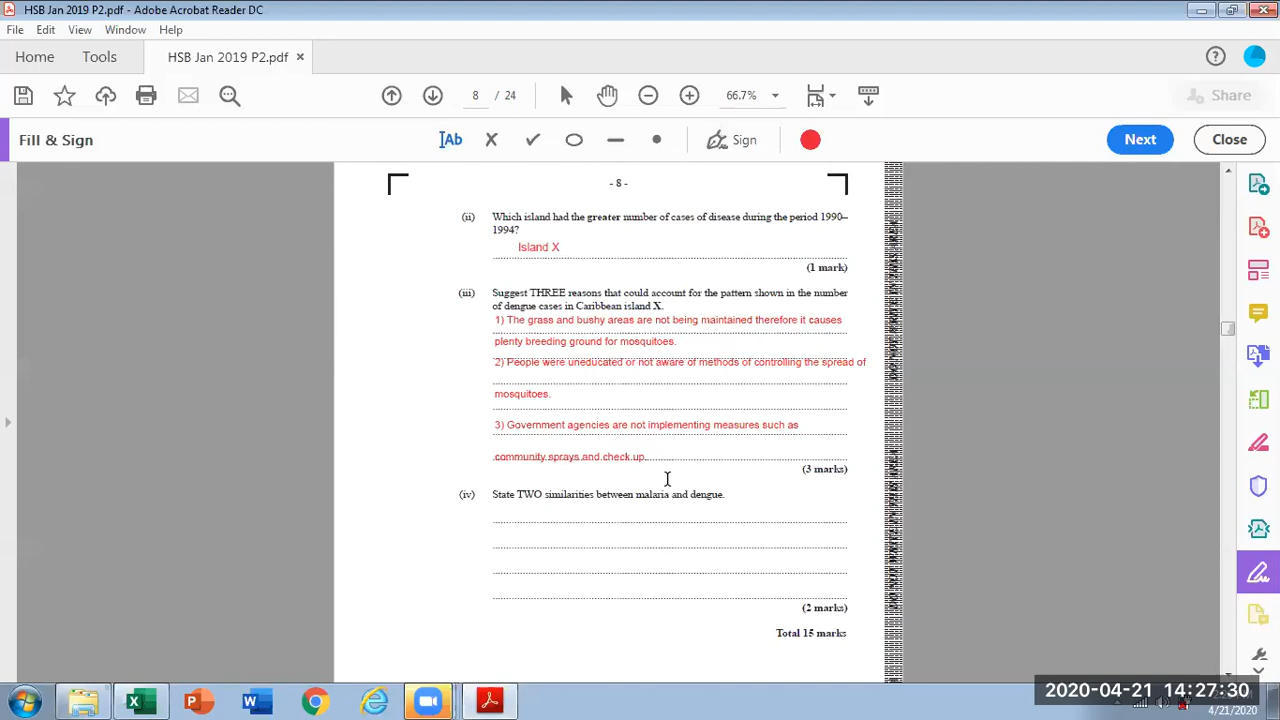 HSB Jan 2019 P2.pdf - Adobe Acrobat Reader DC
File Edit View Window Help
Home Tools HSB Jan 2019 P2.pdf ×
8 / 24 66.7% Share
Fill & Sign Ab Sign Next Close
- 8 -
(ii) Which island had the greater number of cases of disease during the period 1990–
1994?
Island X
(1 mark)
(iii) Suggest THREE reasons that could account for the pattern shown in the number
of dengue cases in Caribbean island X.
1) The grass and bushy areas are not being maintained therefore it causes
plenty breeding ground for mosquitoes.
2) People were uneducated or not aware of methods of controlling the spread of
mosquitoes.
3) Government agencies are not implementing measures such as
community sprays and check up.
(3 marks)
(iv) State TWO similarities between malaria and dengue.
(2 marks)
Total 15 marks
2020-04-21 14:27:30
4/21/2020